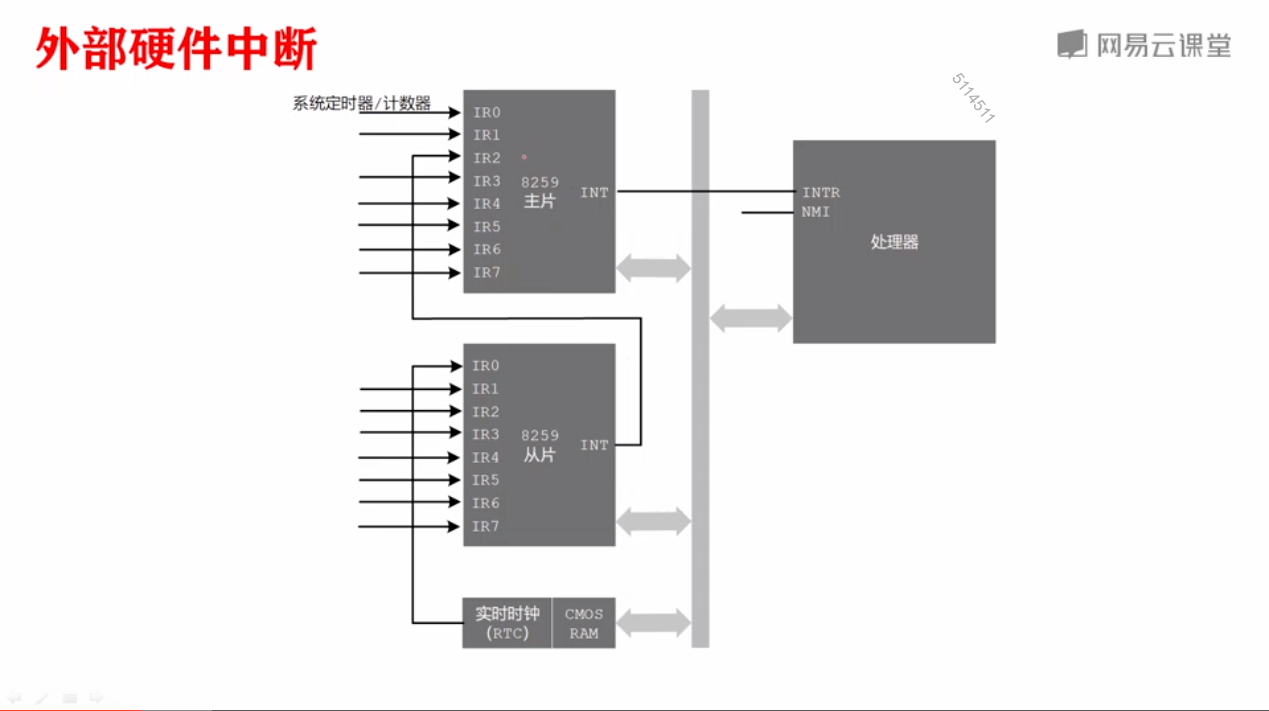 外部硬件中断
网易云课堂
5114511
系统定时器/计数器
IR0
IR1
IR2
IR3
IR4
IR5
IR6
IR7
8259
主片
INT
INTR
NMI
处理器
IR0
IR1
IR2
IR3
IR4
IR5
IR6
IR7
8259
从片
INT
实时时钟
(RTC)
CMOS
RAM